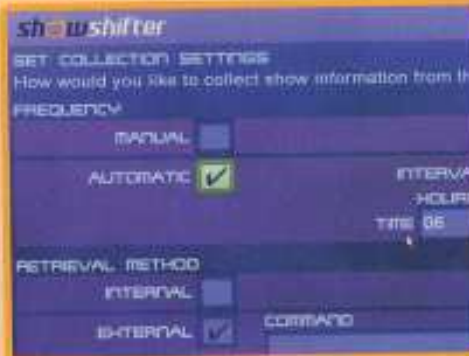 showshifter
SET COLLECTION SETTINGS
How would you like to collect show information from th
FREQUENCY
MANUAL
AUTOMATIC
INTERVA
HOURS
TIME 06
RETRIEVAL METHOD
INTERNAL
EXTERNAL
COMMAND